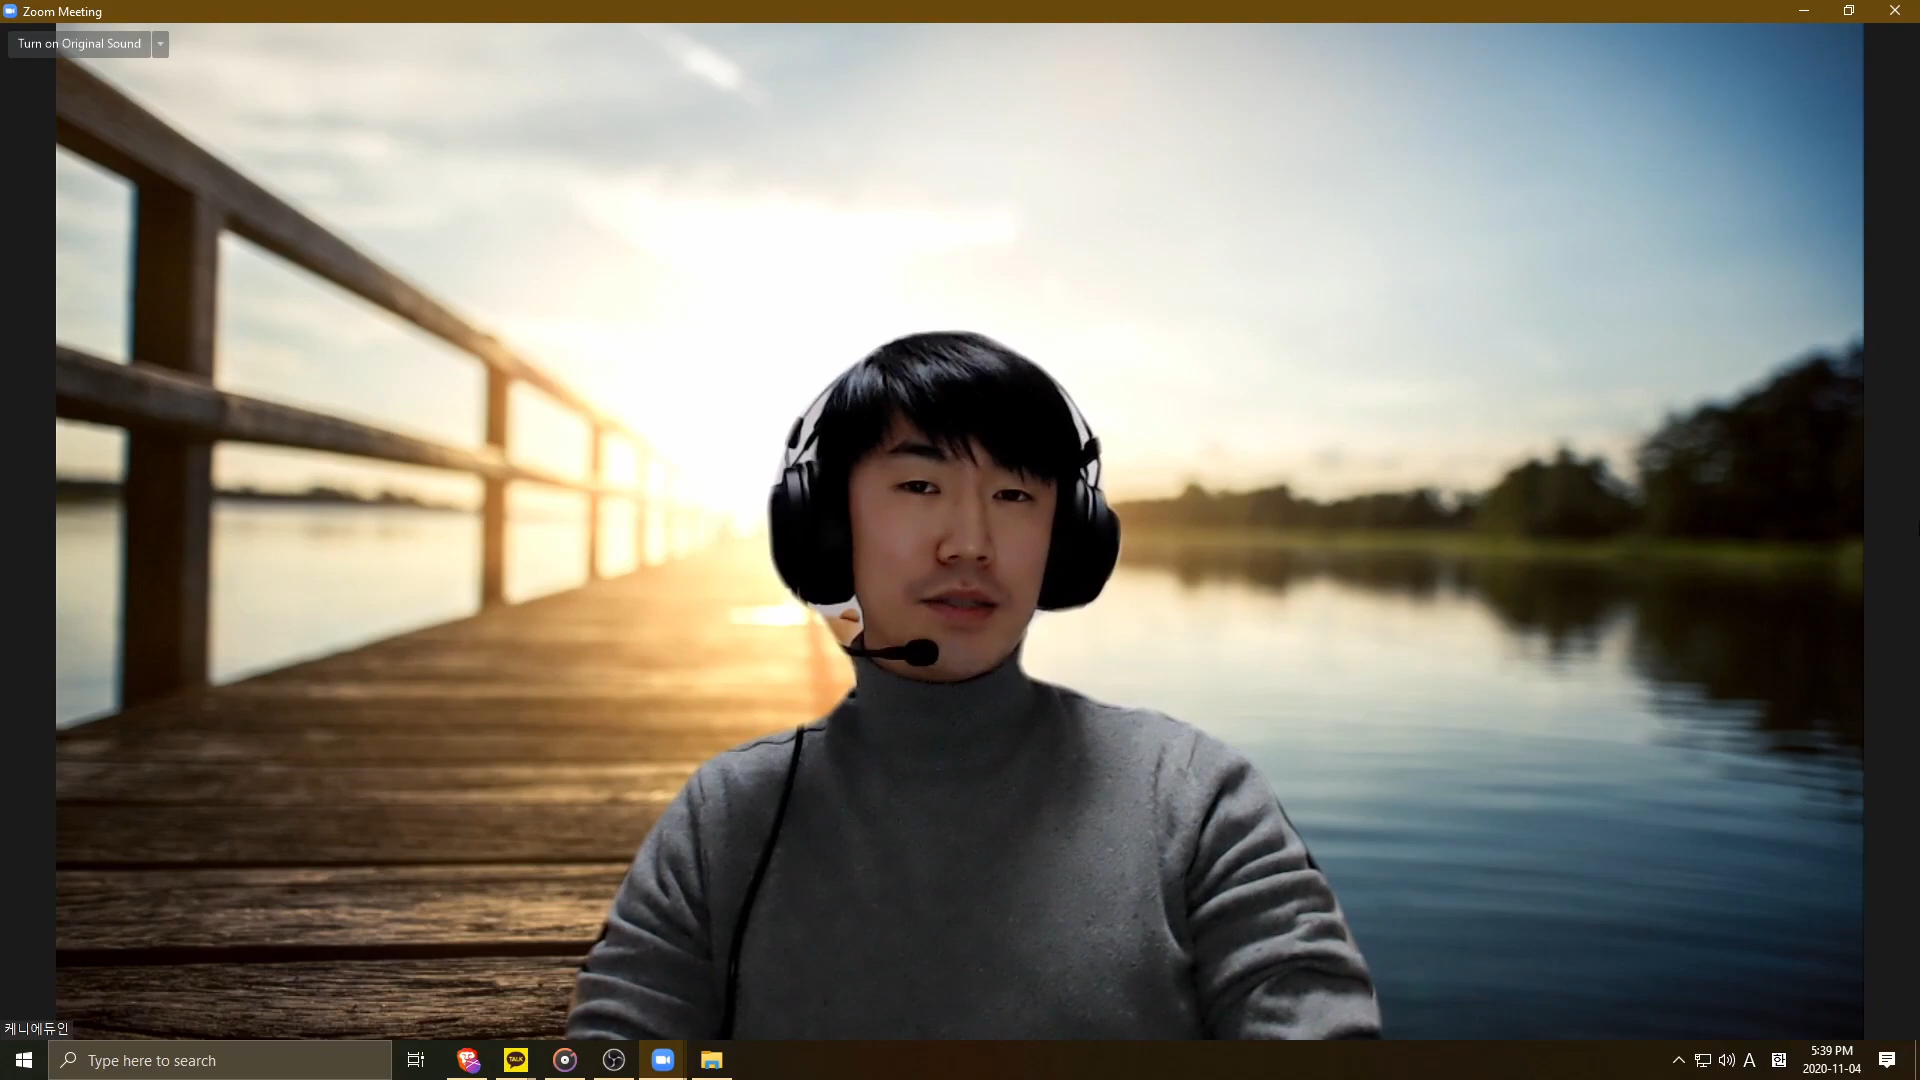 Zoom Meeting
Turn on Original Sound
케니에듀인
Type here to search
TALK
A
5:39 PM
2020-11-04